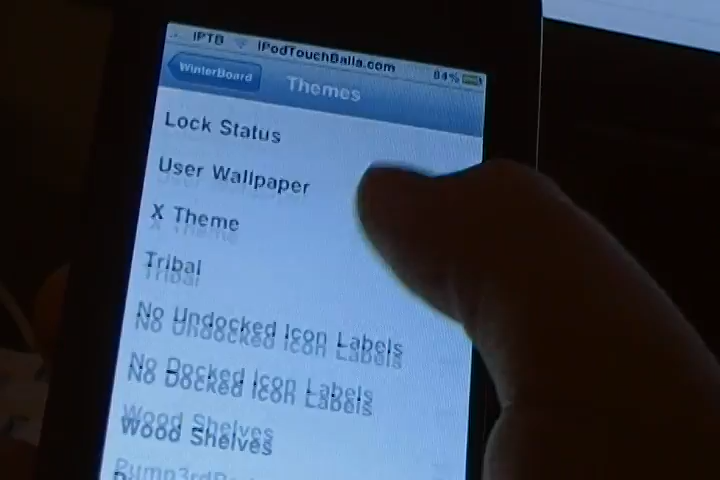 IPTB iPodTouchBalla.com 84%
WinterBoard Themes
Lock Status
User Wallpaper
X Theme
Tribal
No Undocked Icon Labels
No Docked Icon Labels
Wood Shelves